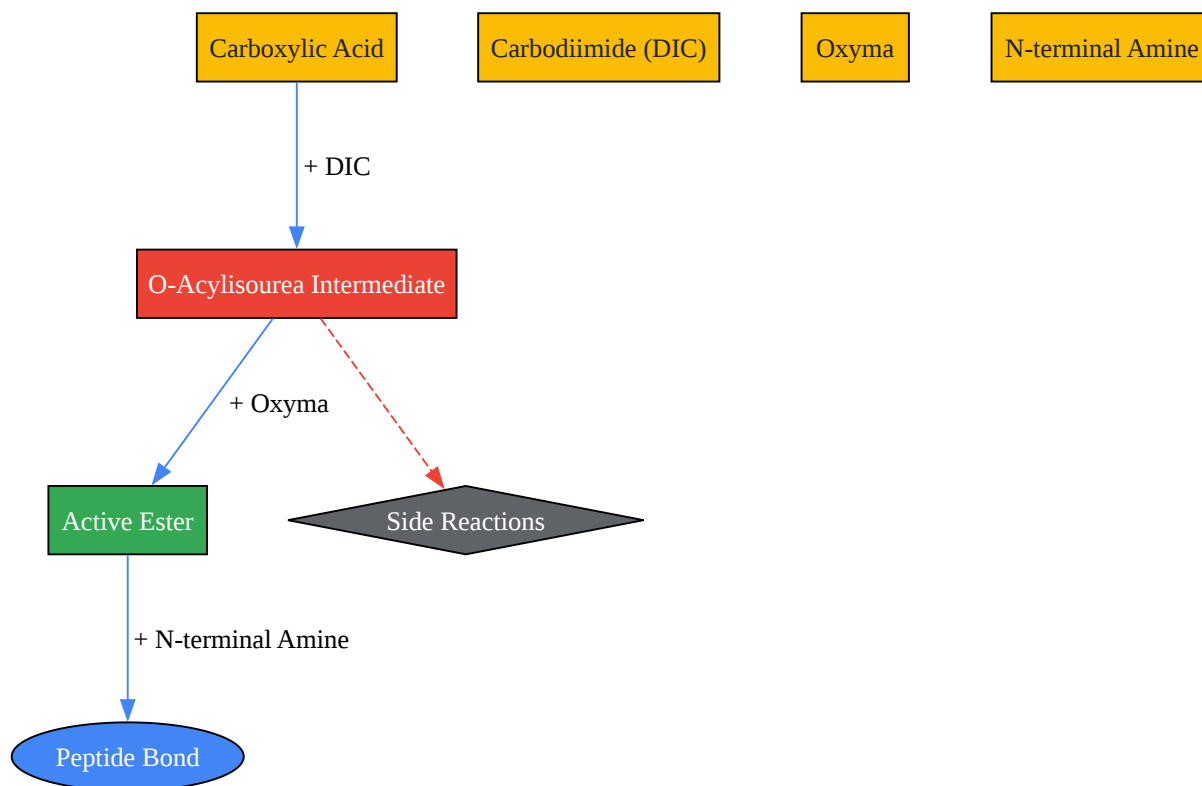 Carboxylic Acid
Carbodiimide (DIC)
Oxyma
N-terminal Amine
+ DIC
O-Acylisourea Intermediate
+ Oxyma
Active Ester
Side Reactions
+ N-terminal Amine
Peptide Bond